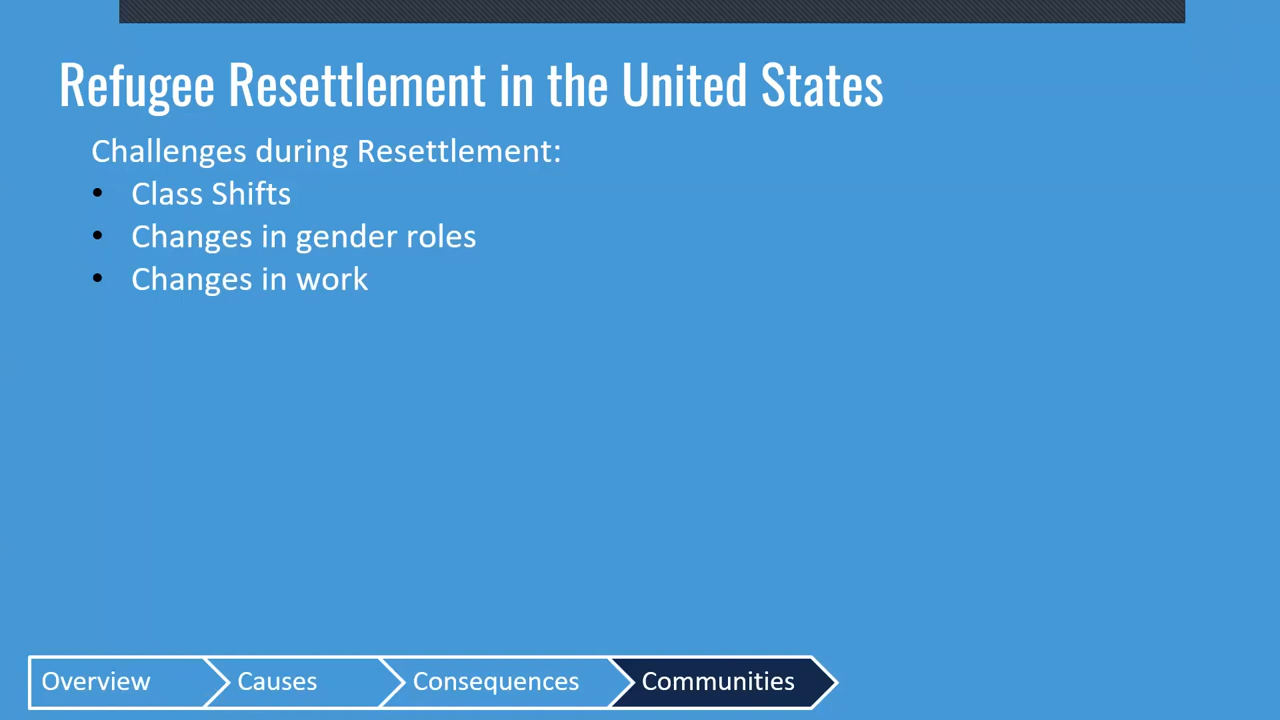 Refugee Resettlement in the United States
Challenges during Resettlement:
• Class Shifts
• Changes in gender roles
• Changes in work
Overview
Causes
Consequences
Communities